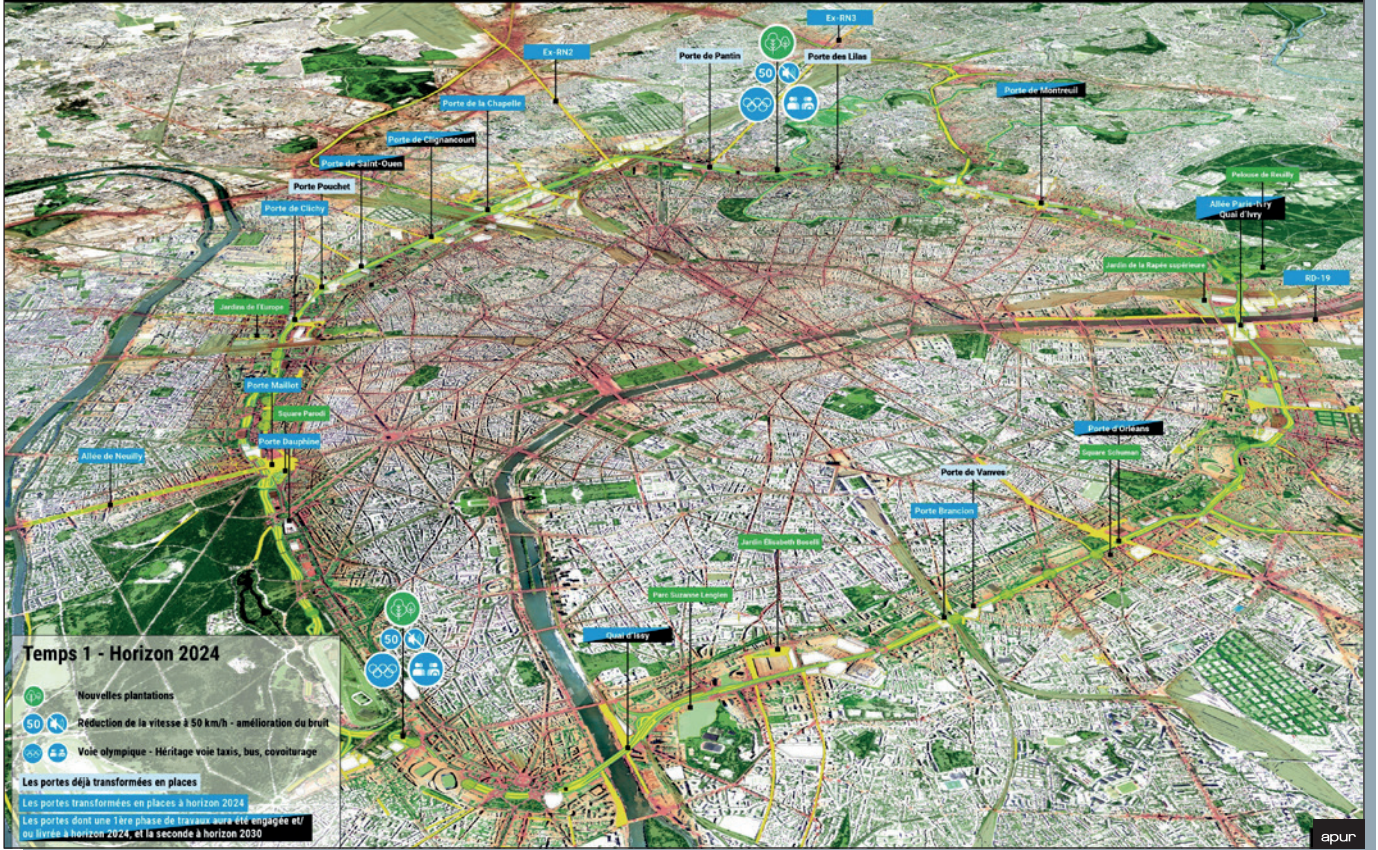 Ex-RN3
Ex-RN2
Porte de Pantin
Porte des Lilas
50
Porte de Montreuil
Porte de la Chapelle
Porte de Clignancourt
Porte de Saint-Ouen
Porte Pouchet
Porte de Clichy
Pelouse de Reuilly
Allée Paris-Ivry
Quai d'Ivry
Jardin de la Rapée supérieure
RD-19
Jardins de l'Europe
Porte Maillot
Square Parodi
Porte Dauphine
Allée de Neuilly
Porte d'Orléans
Square Schuman
Porte de Vanves
Porte Brancion
Jardin Élisabeth Boselli
Parc Suzanne Lenglen
Quai d'Issy
50
Temps 1 - Horizon 2024
Nouvelles plantations
50 Réduction de la vitesse à 50 km/h - amélioration du bruit
Voie olympique - Héritage voie taxis, bus, covoiturage
Les portes déjà transformées en places
Les portes transformées en places à horizon 2024
Les portes dont une 1ère phase de travaux aura été engagée et/
ou livrée à horizon 2024, et la seconde à horizon 2030
apur